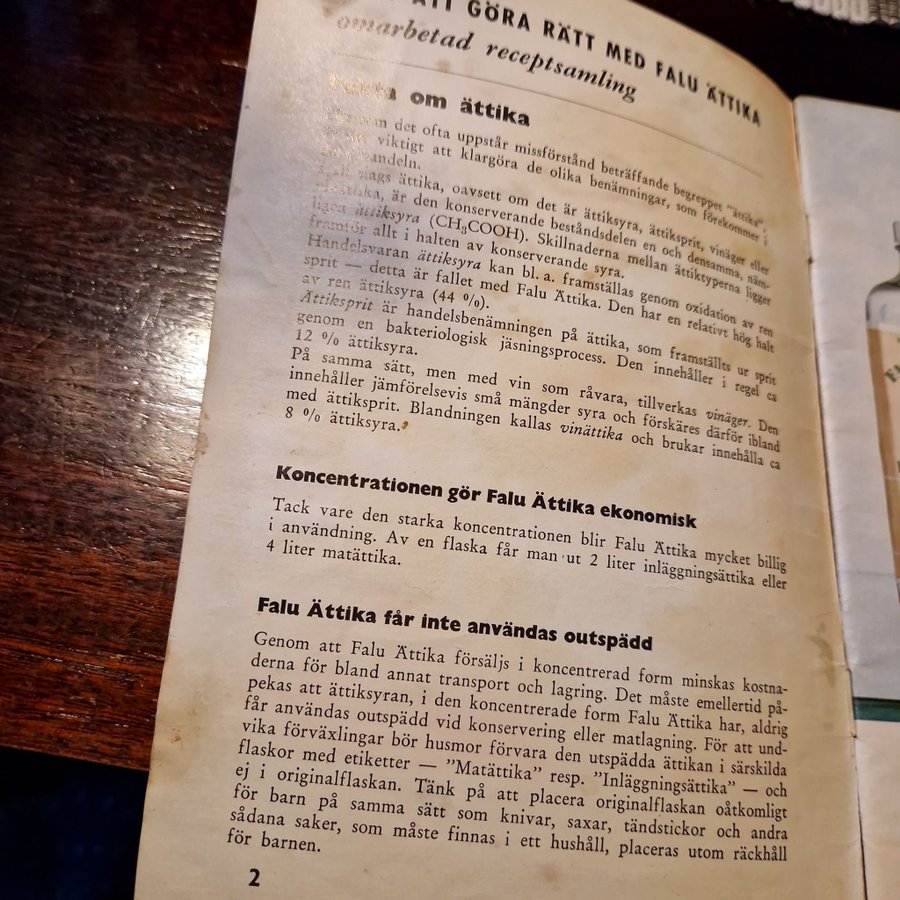 ATT GÖRA RÄTT MED FALU ÄTTIKA
omarbetad receptsamling
om ättika
det ofta uppstår missförstånd beträffande begreppet "ättika"
viktigt att klargöra de olika benämningar, som förekommer i
handeln.
slags ättika, oavsett om det är ättiksyra, ättiksprit, vinäger eller
vinättika, är den konserverande beståndsdelen en och densamma, näm-
ligen ättiksyra (CH₃COOH). Skillnaderna mellan ättiktyperna ligger
framför allt i halten av konserverande syra.
Handelsvaran ättiksyra kan bl. a. framställas genom oxidation av ren
sprit — detta är fallet med Falu Ättika. Den har en relativt hög halt
av ren ättiksyra (44 %).
Ättiksprit är handelsbenämningen på ättika, som framställts ur sprit
genom en bakteriologisk jäsningsprocess. Den innehåller i regel ca
12 % ättiksyra.
På samma sätt, men med vin som råvara, tillverkas vinäger. Den
innehåller jämförelsevis små mängder syra och förskäres därför ibland
med ättiksprit. Blandningen kallas vinättika och brukar innehålla ca
8 % ättiksyra.
Koncentrationen gör Falu Ättika ekonomisk
Tack vare den starka koncentrationen blir Falu Ättika mycket billig
i användning. Av en flaska får man ut 2 liter inläggningsättika eller
4 liter matättika.
Falu Ättika får inte användas outspädd
Genom att Falu Ättika försäljs i koncentrerad form minskas kostna-
derna för bland annat transport och lagring. Det måste emellertid på-
pekas att ättiksyran, i den koncentrerade form Falu Ättika har, aldrig
får användas outspädd vid konservering eller matlagning. För att und-
vika förväxlingar bör husmor förvara den utspädda ättikan i särskilda
flaskor med etiketter — "Matättika" resp. "Inläggningsättika" — och
ej i originalflaskan. Tänk på att placera originalflaskan oåtkomligt
för barn på samma sätt som knivar, saxar, tändstickor och andra
sådana saker, som måste finnas i ett hushåll, placeras utom räckhåll
för barnen.
2